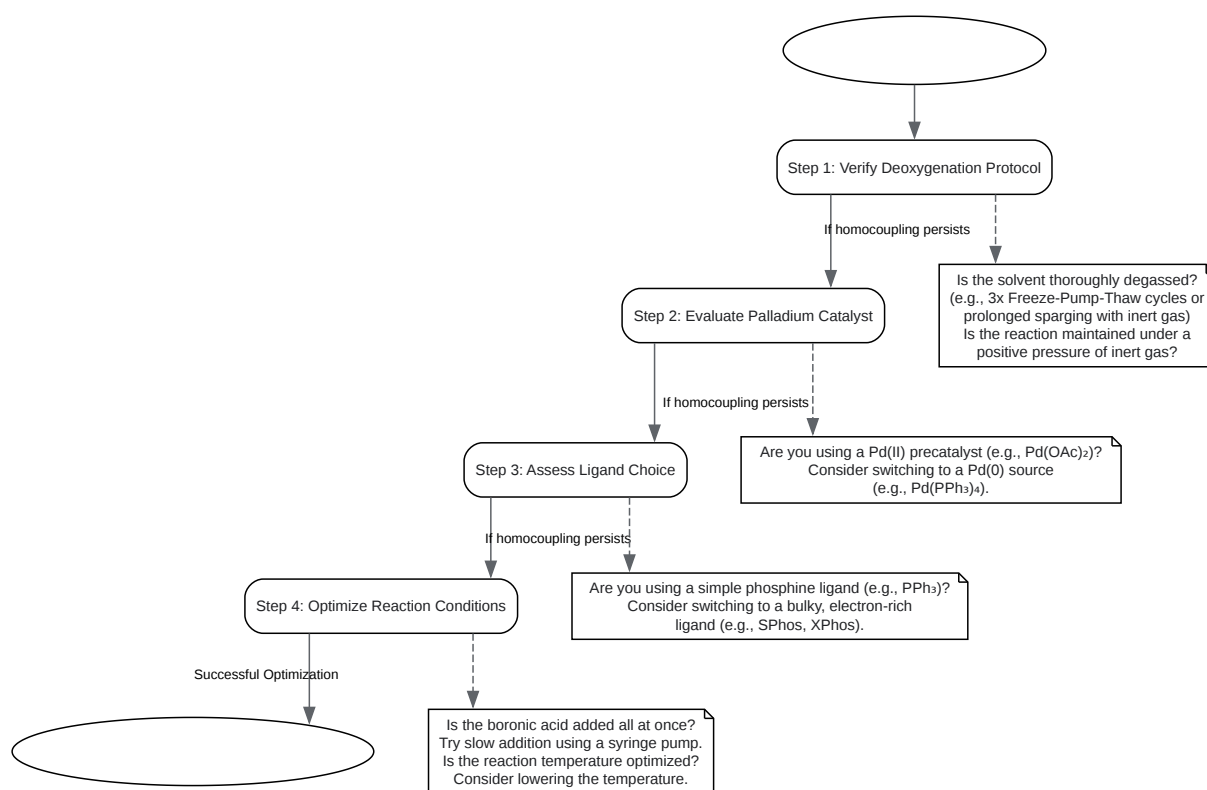 Step 1: Verify Deoxygenation Protocol
If homocoupling persists
Is the solvent thoroughly degassed?
(e.g., 3x Freeze-Pump-Thaw cycles or
prolonged sparging with inert gas)
Is the reaction maintained under a
positive pressure of inert gas?
Step 2: Evaluate Palladium Catalyst
If homocoupling persists
Are you using a Pd(II) precatalyst (e.g., Pd(OAc)₂)?
Consider switching to a Pd(0) source
(e.g., Pd(PPh₃)₄).
Step 3: Assess Ligand Choice
If homocoupling persists
Are you using a simple phosphine ligand (e.g., PPh₃)?
Consider switching to a bulky, electron-rich
ligand (e.g., SPhos, XPhos).
Step 4: Optimize Reaction Conditions
Successful Optimization
Is the boronic acid added all at once?
Try slow addition using a syringe pump.
Is the reaction temperature optimized?
Consider lowering the temperature.